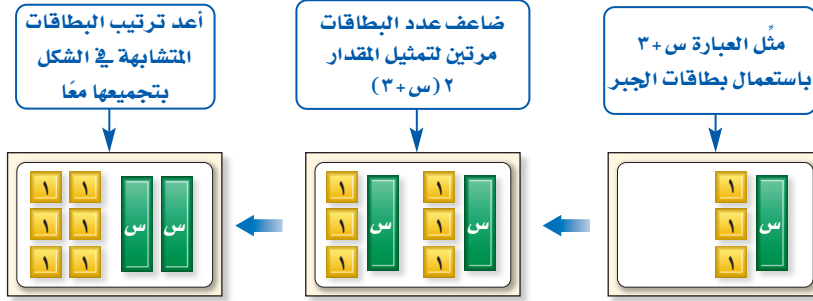 مثِّل العبارة س+٣
باستعمال بطاقات الجبر
ضاعف عدد البطاقات
مرتين لتمثيل المقدار
٢(س+٣)
أعد ترتيب البطاقات
المتشابهة في الشكل
بتجميعها معًا
س ١
١
١
س ١ س ١
١ ١
١ ١
س س ١ ١
١ ١
١ ١